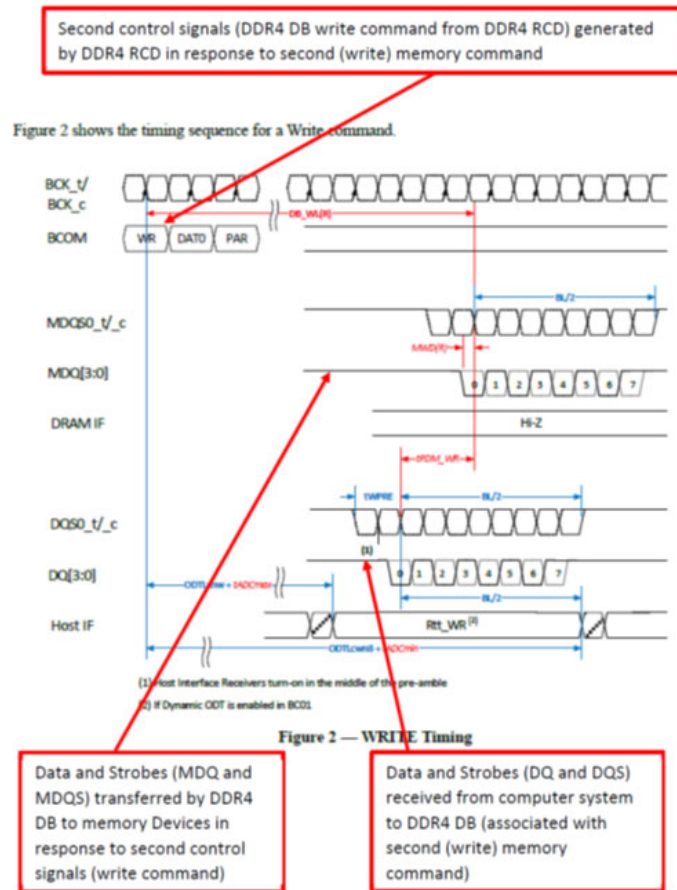 Second control signals (DDR4 DB write command from DDR4 RCD) generated
by DDR4 RCD in response to second (write) memory
command
Figure 2 shows the timing sequence for a Write command.
BCK_t/
BCK_c
DB_WL(R)
BCOM
WR DAT0 PAR
BL/2
MDQS0_t/_c
MWD(R)
MDQ[3:0]
0 1 2 3 4 5 6 7
DRAM IF
Hi-Z
tPDM_WR
tWPRE
BL/2
DQS0_t/_c
(1)
DQ[3:0]
0 1 2 3 4 5 6 7
tADCmax
BL/2
Host IF
Rtt_WR (2)
tADCmin
(1) Host Interface Receivers turn-on in the middle of the pre-amble
(2) If Dynamic ODT is enabled in BC01
Figure 2 — WRITE Timing
Data and Strobes (MDQ and
MDQS) transferred by DDR4
DB to memory Devices in
response to second control
signals (write command)
Data and Strobes (DQ and DQS)
received from computer system
to DDR4 DB (associated with
second (write) memory
command)